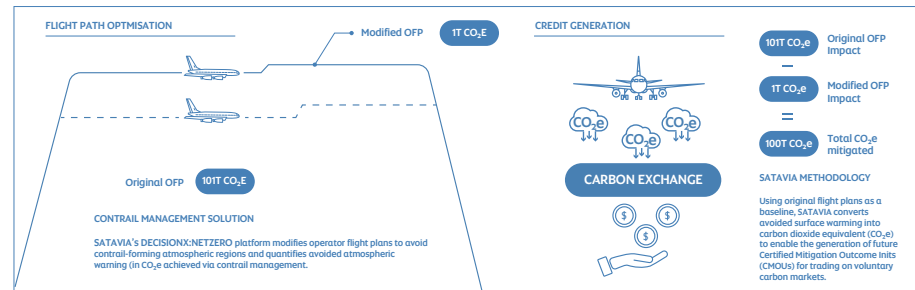 FLIGHT PATH OPTMISATION
Modified OFP
1T CO₂E
Original OFP
101T CO₂E
CONTRAIL MANAGEMENT SOLUTION
SATAVIA'S DECISIONX:NETZERO platform modifies operator flight plans to avoid
contrail-forming atmospheric regions and quantifies avoided atmospheric
warning (in CO₂e achieved via contrail management.
CREDIT GENERATION
CO₂e
CO₂e
CO₂e
CARBON EXCHANGE
$
$
$
101T CO₂e
Original OFP
Impact
–
1T CO₂e
Modified OFP
Impact
=
100T CO₂e
Total CO₂e
mitigated
SATAVIA METHODOLOGY
Using original flight plans as a
baseline, SATAVIA converts
avoided surface warming into
carbon dioxide equivalent (CO₂e)
to enable the generation of future
Certified Mitigation Outcome Inits
(CMOUs) for trading on voluntary
carbon markets.